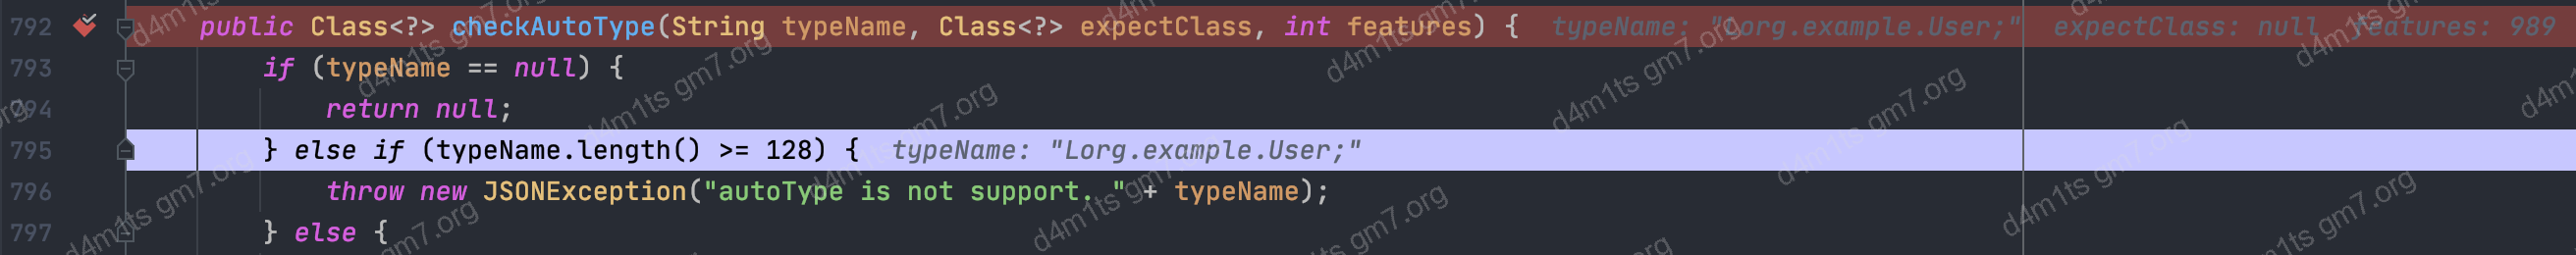 792 public Class<?> checkAutoType(String typeName, Class<?> expectClass, int features) { typeName: "Lorg.example.User;" expectClass: null features: 989
793 if (typeName == null) {
794 return null;
795 } else if (typeName.length() >= 128) { typeName: "Lorg.example.User;"
796 throw new JSONException("autoType is not support. " + typeName);
797 } else {
d4m1ts gm7.org